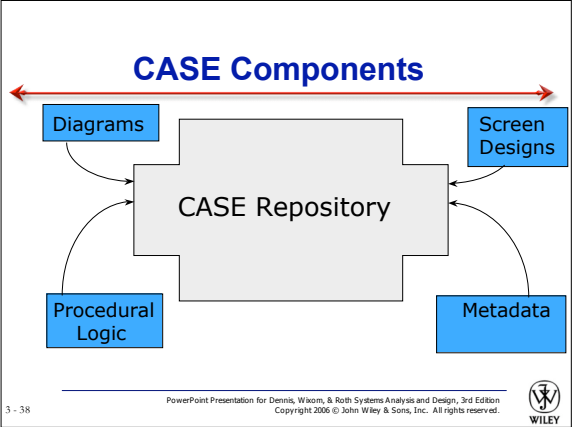 CASE Components
Diagrams
Screen
Designs
CASE Repository
Procedural
Logic
Metadata
3 - 38
PowerPoint Presentation for Dennis, Wixom, & Roth Systems Analysis and Design, 3rd Edition
Copyright 2006 © John Wiley & Sons, Inc. All rights reserved.
WILEY